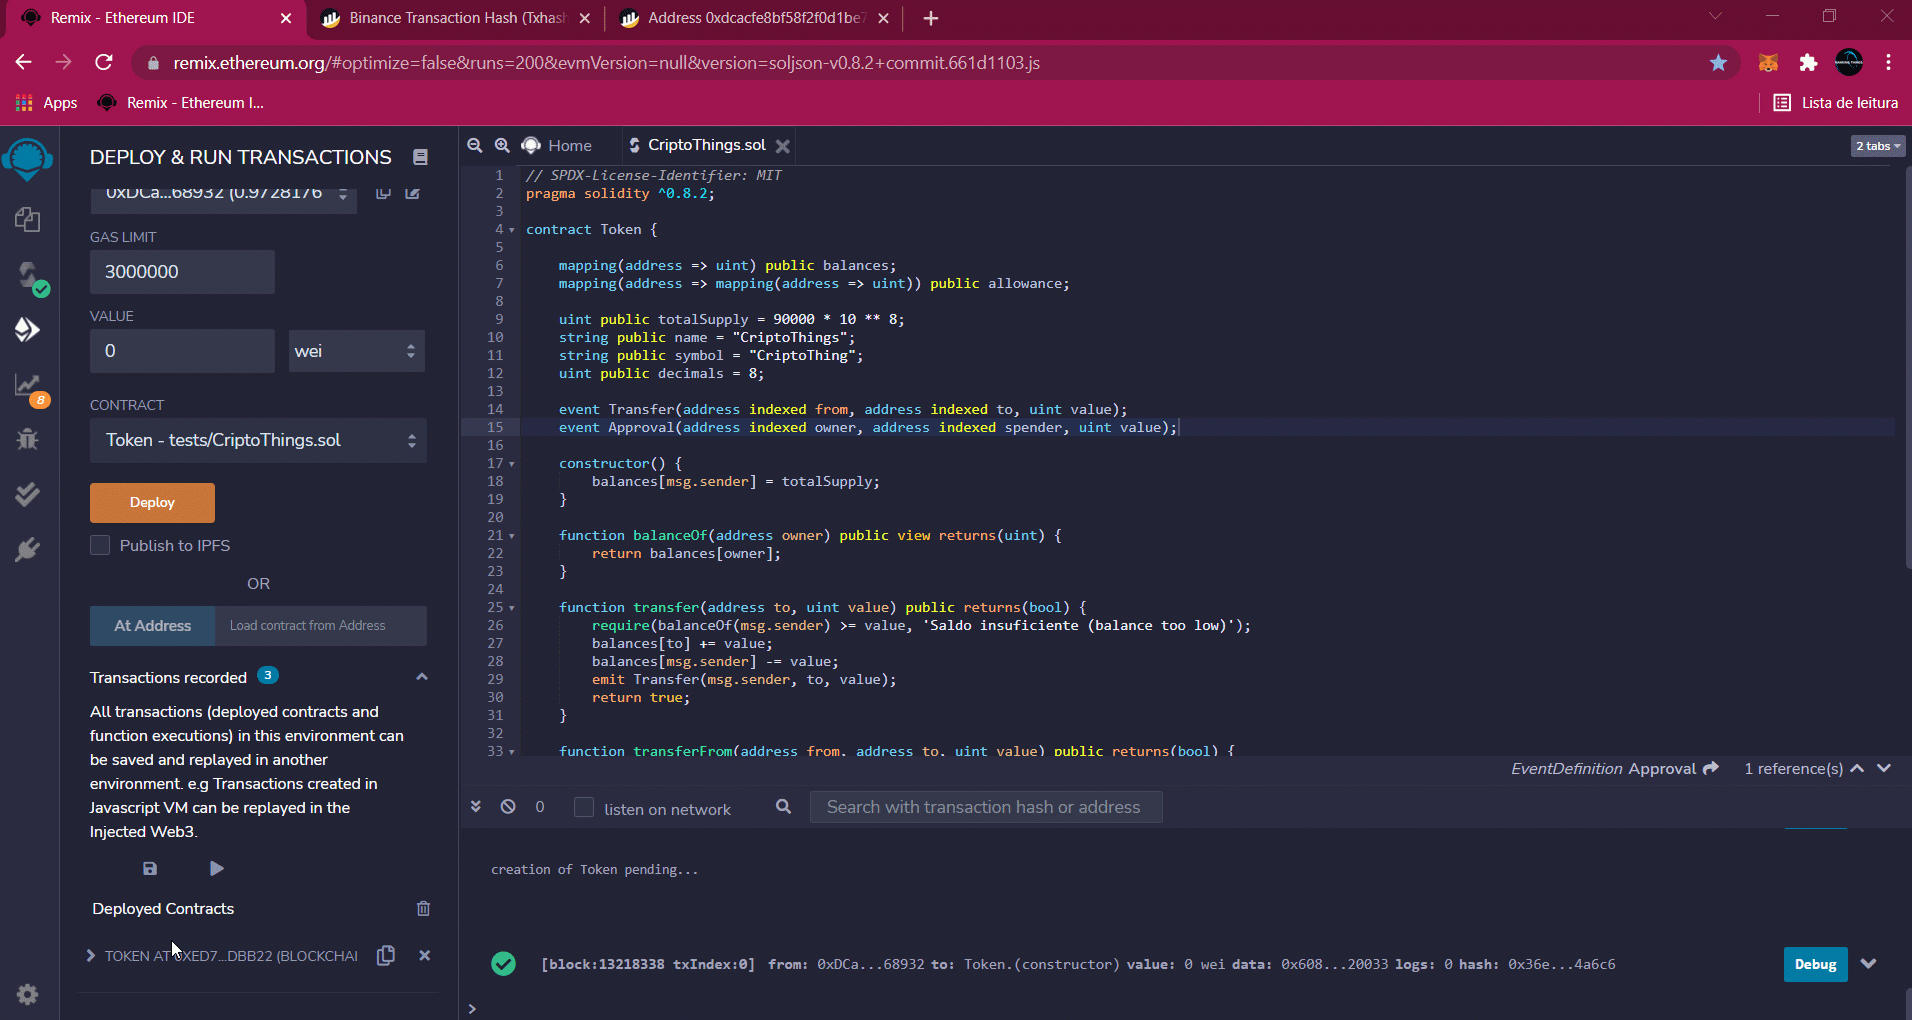 Remix - Ethereum IDE
Binance Transaction Hash (Txhash
Address 0xdcacfe8bf58f2f0d1be7
remix.ethereum.org/#optimize=false&runs=200&evmVersion=null&version=soljson-v0.8.2+commit.661d1103.js
Apps
Remix - Ethereum I...
Lista de leitura
DEPLOY & RUN TRANSACTIONS
0xDCa...68932 (0.9728176
GAS LIMIT
3000000
VALUE
0
wei
CONTRACT
Token - tests/CriptoThings.sol
Deploy
Publish to IPFS
OR
At Address
Load contract from Address
Transactions recorded 3
All transactions (deployed contracts and
function executions) in this environment can
be saved and replayed in another
environment. e.g Transactions created in
Javascript VM can be replayed in the
Injected Web3.
Deployed Contracts
TOKEN AT 0XED7...DBB22 (BLOCKCHAI
8
Home
CriptoThings.sol
2 tabs
1 // SPDX-License-Identifier: MIT
2 pragma solidity ^0.8.2;
3
4 contract Token {
5
6 mapping(address => uint) public balances;
7 mapping(address => mapping(address => uint)) public allowance;
8
9 uint public totalSupply = 90000 * 10 ** 8;
10 string public name = "CriptoThings";
11 string public symbol = "CriptoThing";
12 uint public decimals = 8;
13
14 event Transfer(address indexed from, address indexed to, uint value);
15 event Approval(address indexed owner, address indexed spender, uint value);
16
17 constructor() {
18 balances[msg.sender] = totalSupply;
19 }
20
21 function balanceOf(address owner) public view returns(uint) {
22 return balances[owner];
23 }
24
25 function transfer(address to, uint value) public returns(bool) {
26 require(balanceOf(msg.sender) >= value, 'Saldo insuficiente (balance too low)');
27 balances[to] += value;
28 balances[msg.sender] -= value;
29 emit Transfer(msg.sender, to, value);
30 return true;
31 }
32
33 function transferFrom(address from, address to, uint value) public returns(bool) {
EventDefinition Approval 1 reference(s)
0
listen on network
Search with transaction hash or address
creation of Token pending...
[block:13218338 txIndex:0] from: 0xDCa...68932 to: Token.(constructor) value: 0 wei data: 0x608...20033 logs: 0 hash: 0x36e...4a6c6
Debug
>